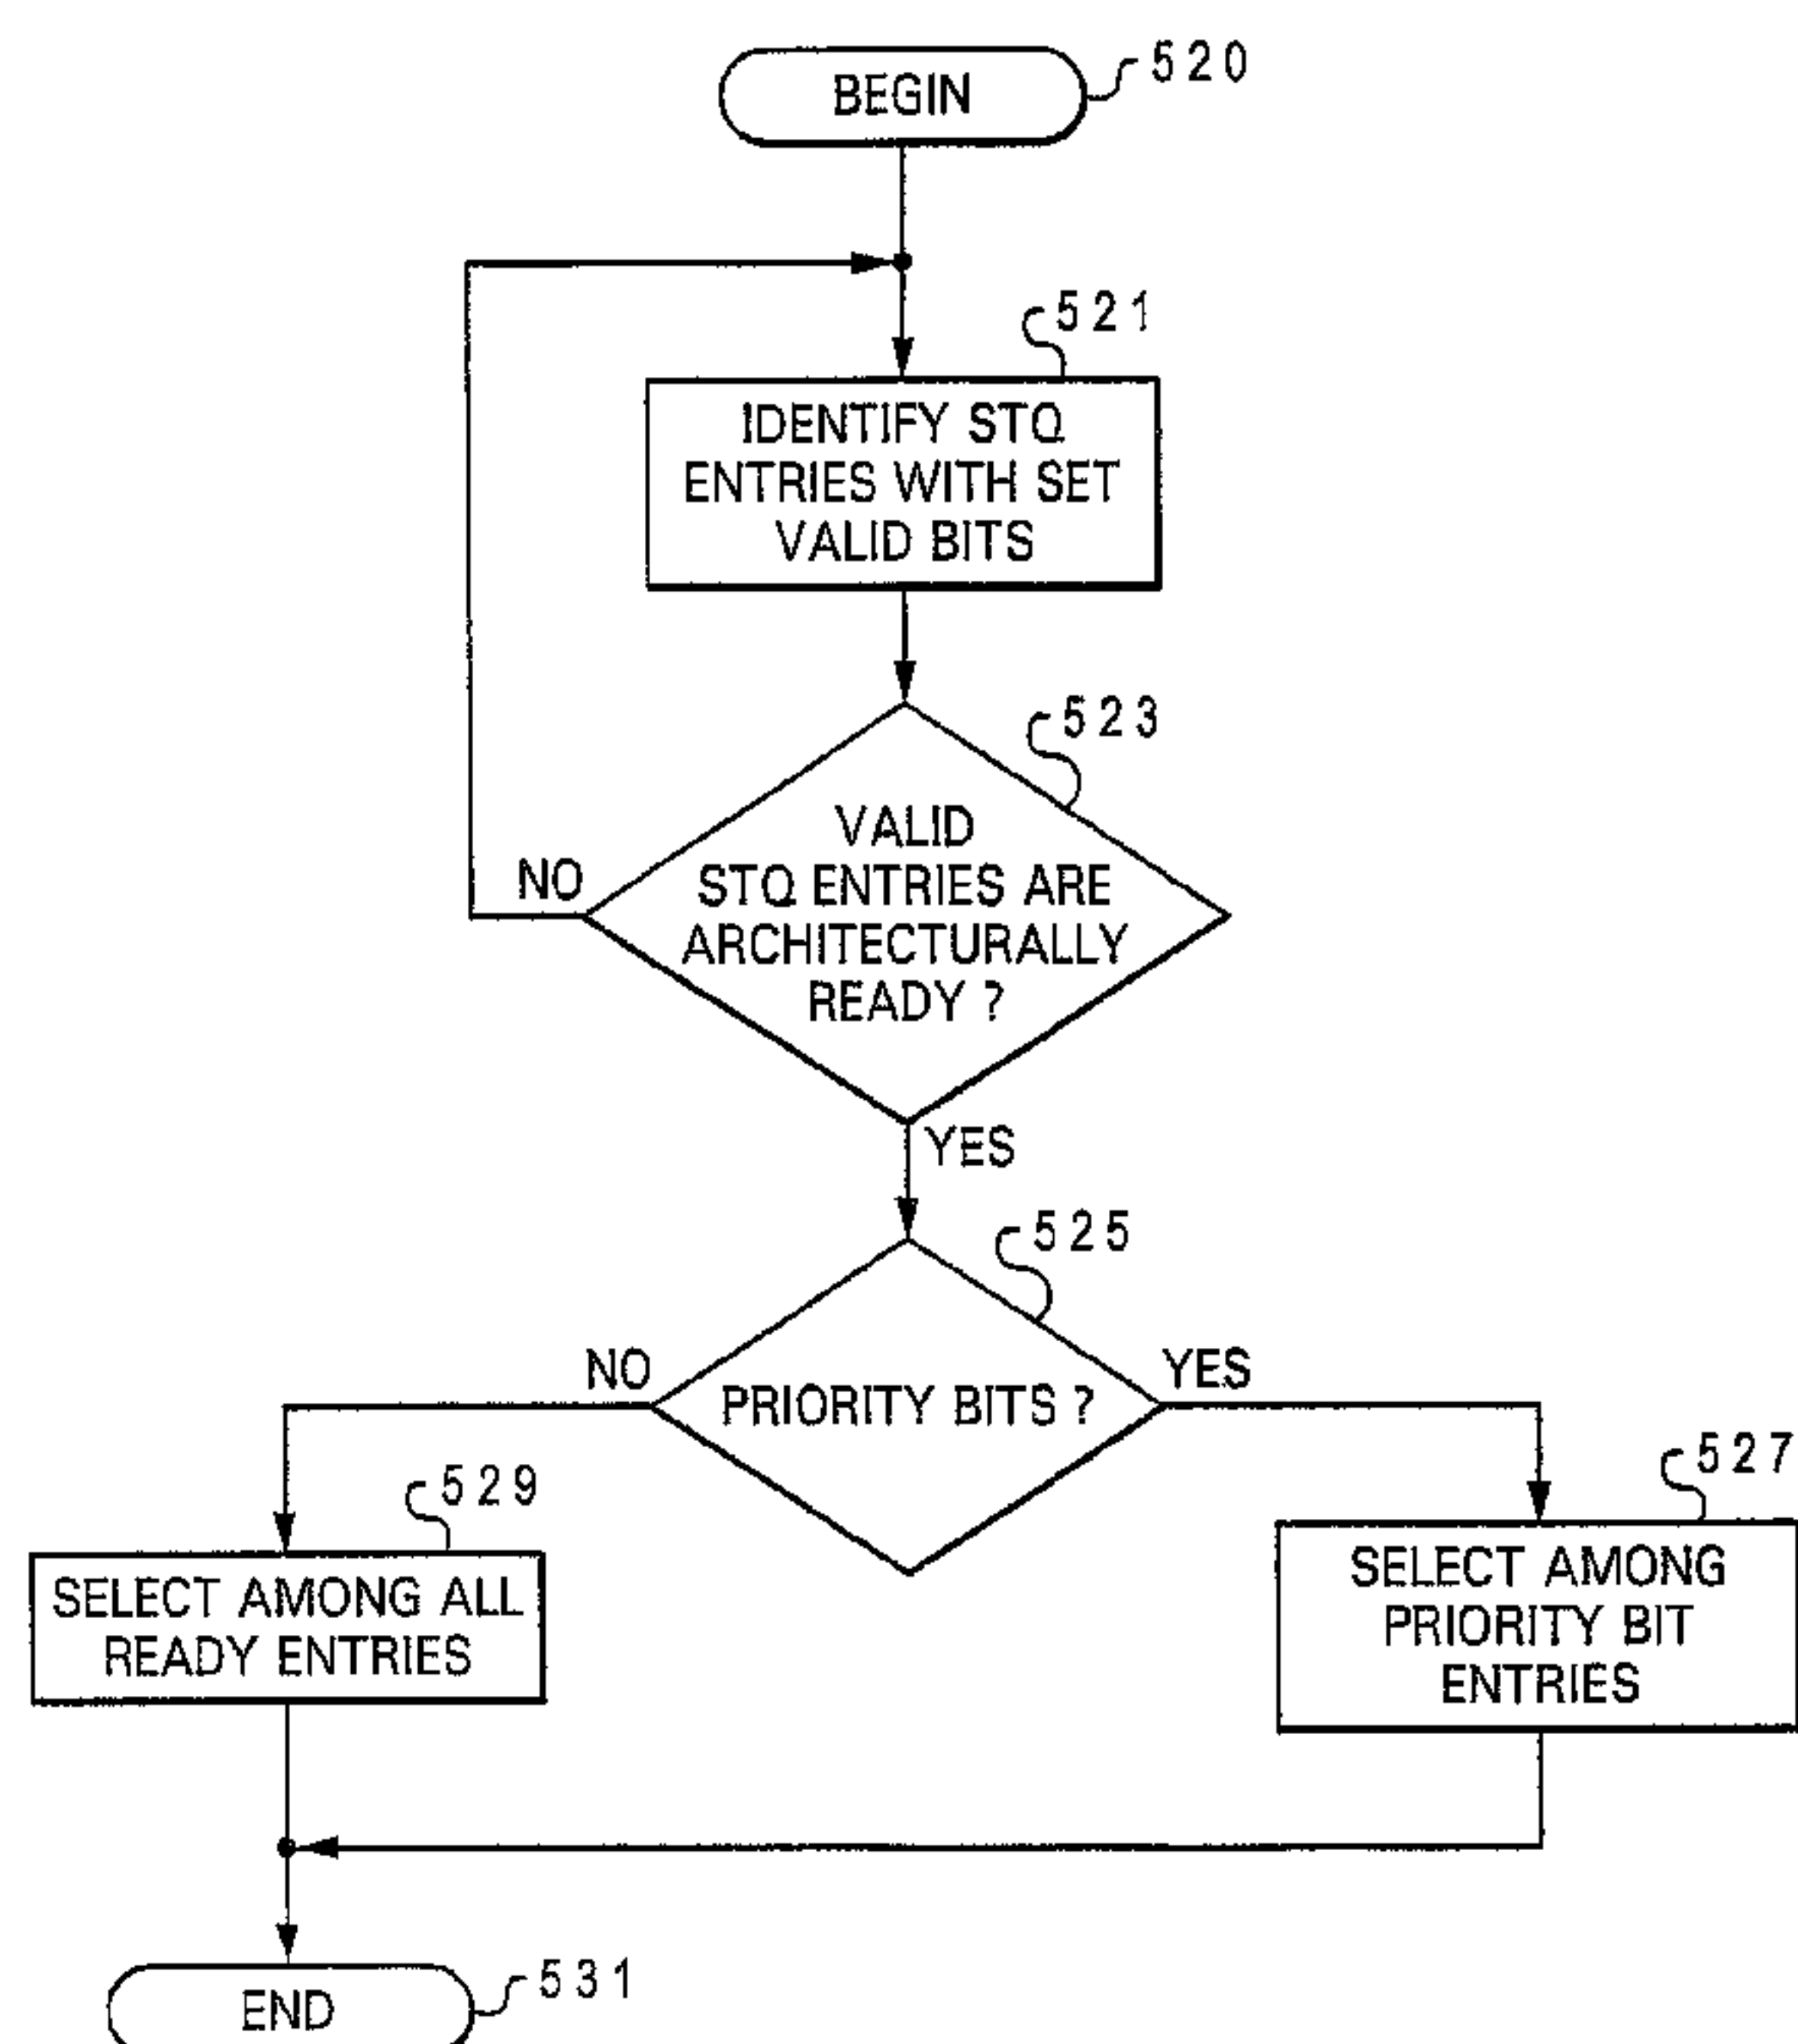 BEGIN
520
521
IDENTIFY STQ
ENTRIES WITH SET
VALID BITS
523
VALID
STQ ENTRIES ARE
ARCHITECTURALLY
READY ?
NO
YES
525
PRIORITY BITS ?
NO
YES
529
SELECT AMONG ALL
READY ENTRIES
527
SELECT AMONG
PRIORITY BIT
ENTRIES
END
531